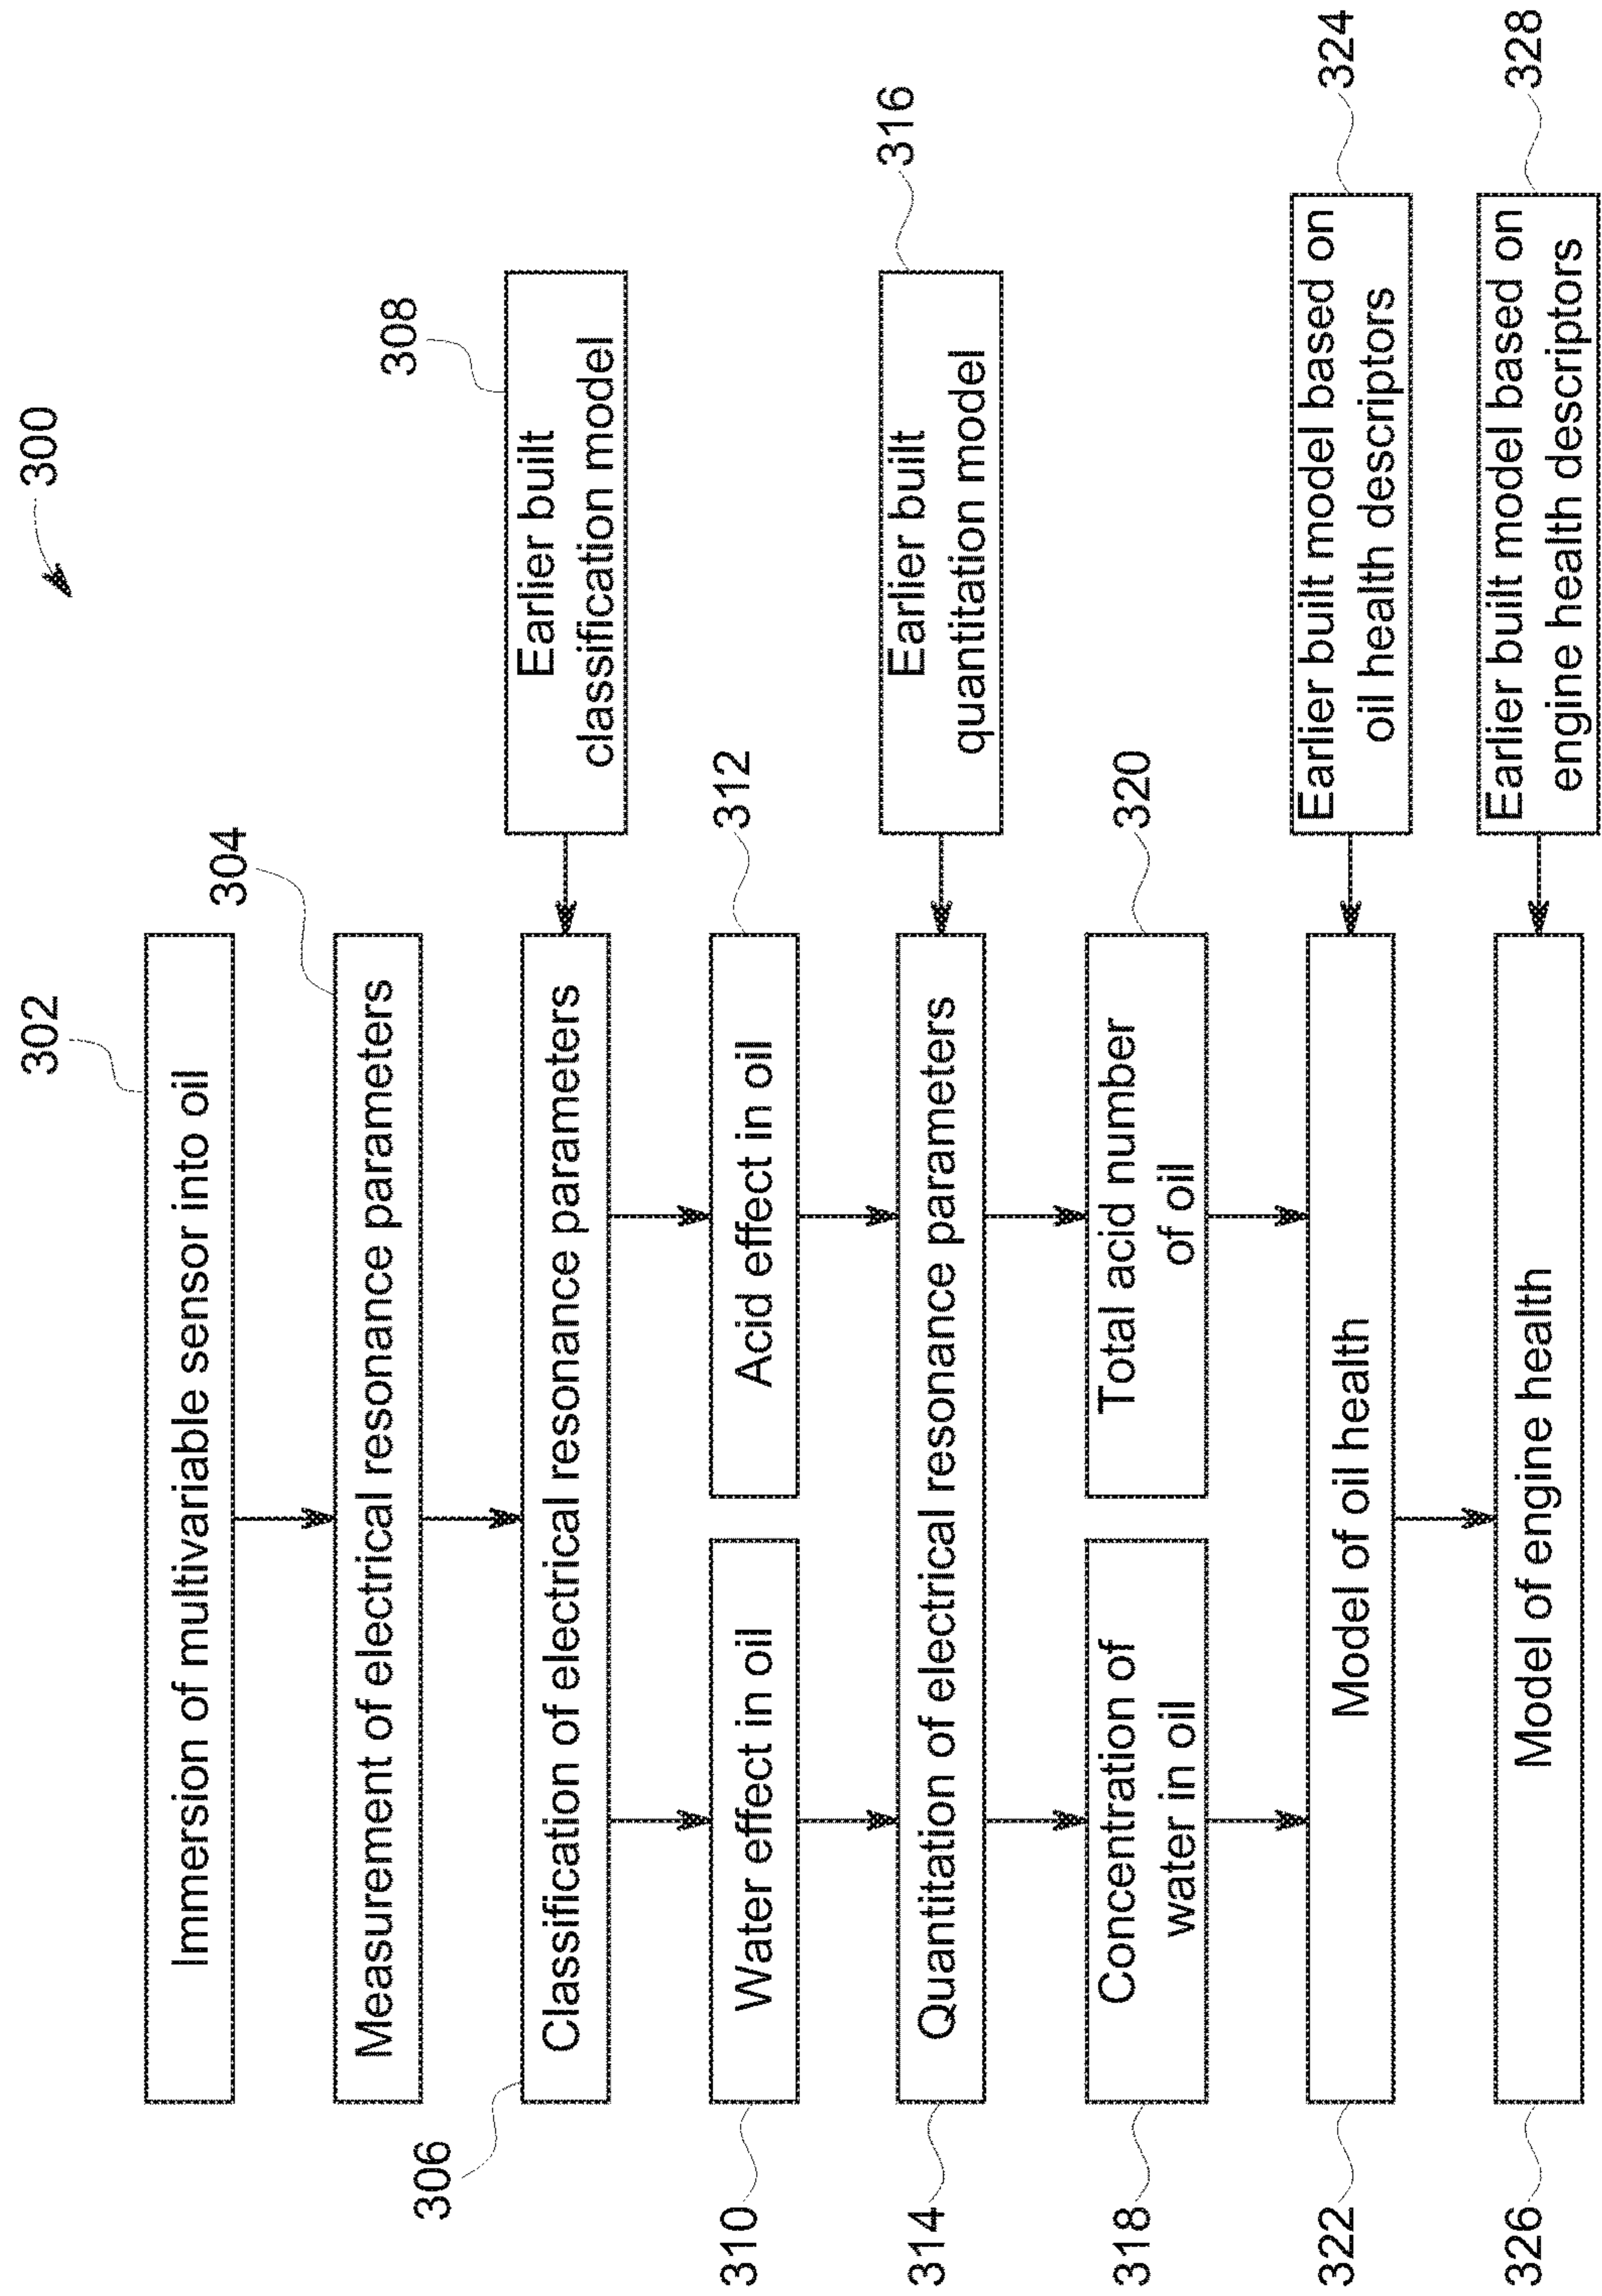 300
302
Immersion of multivariable sensor into oil
304
Measurement of electrical resonance parameters
306
Classification of electrical resonance parameters
308
Earlier built
classification model
310
Water effect in oil
Acid effect in oil
312
314
Quantitation of electrical resonance parameters
Earlier built
quantitation model
316
318
Concentration of
water in oil
Total acid number
of oil
320
322
Model of oil health
Earlier built model based on
oil health descriptors
324
326
Model of engine health
Earlier built model based on
engine health descriptors
328